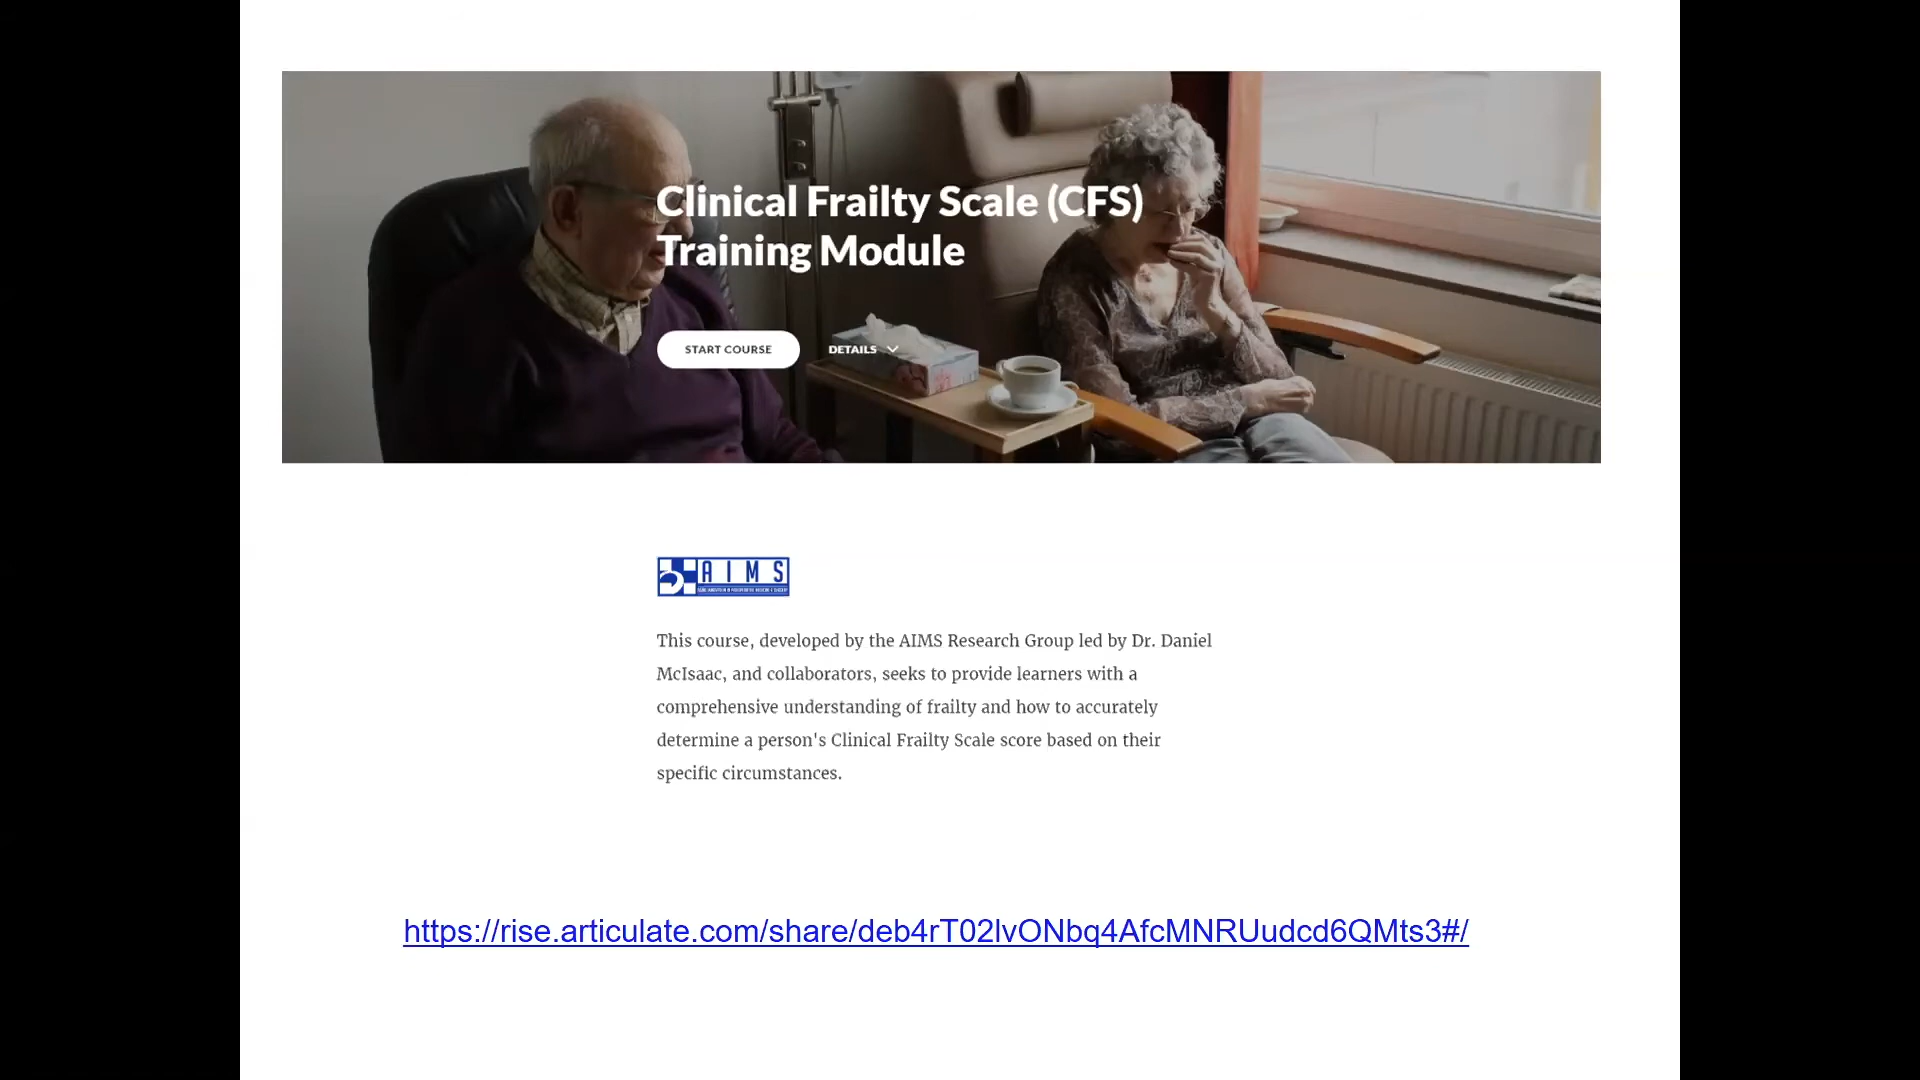 Clinical Frailty Scale (CFS)
Training Module
START COURSE
DETAILS
AIMS
This course, developed by the AIMS Research Group led by Dr. Daniel
McIsaac, and collaborators, seeks to provide learners with a
comprehensive understanding of frailty and how to accurately
determine a person's Clinical Frailty Scale score based on their
specific circumstances.
https://rise.articulate.com/share/deb4rT02lvONbq4AfcMNRUudcd6QMts3#/